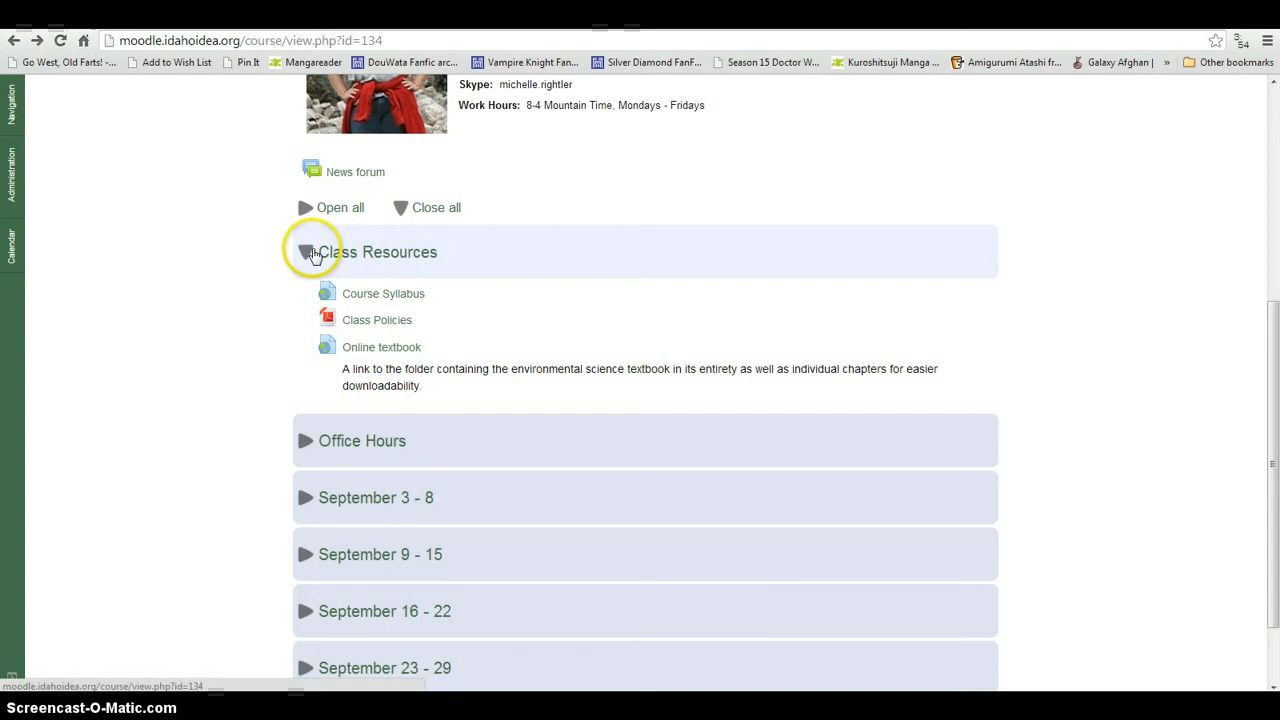 moodle.idahoidea.org/course/view.php?id=134
3:
54
Go West, Old Farts! -...
Add to Wish List
Pin It
Mangareader
DouWata Fanfic arc...
Vampire Knight Fan...
Silver Diamond FanF...
Season 15 Doctor W...
Kuroshitsuji Manga ...
Amigurumi Atashi fr...
Galaxy Afghan |
»
Other bookmarks
Navigation
Administration
Calendar
Skype: michelle.rightler
Work Hours: 8-4 Mountain Time, Mondays - Fridays
News forum
Open all
Close all
Class Resources
Course Syllabus
Class Policies
Online textbook
A link to the folder containing the environmental science textbook in its entirety as well as individual chapters for easier
downloadability.
Office Hours
September 3 - 8
September 9 - 15
September 16 - 22
September 23 - 29
moodle.idahoidea.org/course/view.php?id=134
Screencast-O-Matic.com